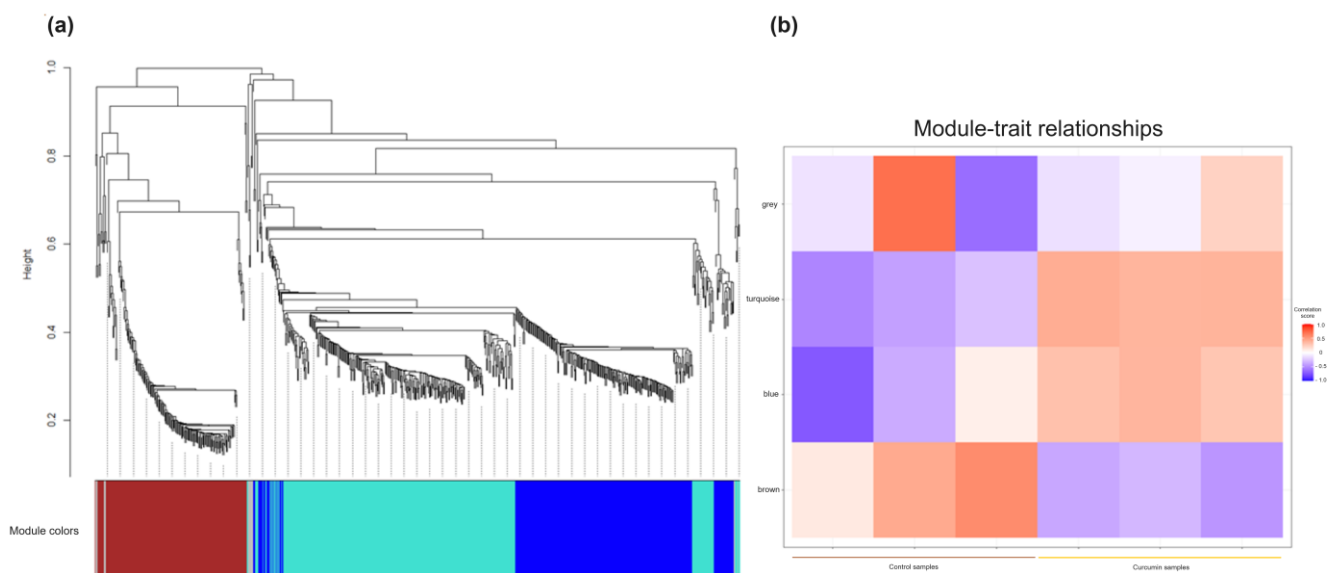 (a)
1.0
0.8
0.6
0.4
0.2
Height
Module colors
(b)
Module-trait relationships
grey
turquoise
blue
brown
Control samples
Curcumin samples
Correlation
score
1.0
0.5
0
- 0.5
- 1.0